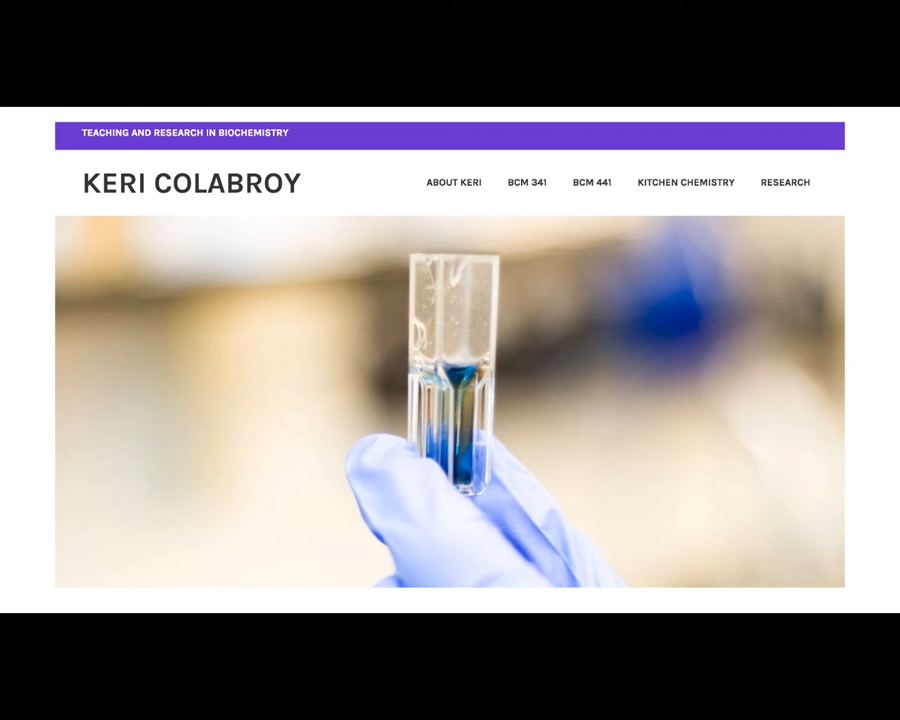 TEACHING AND RESEARCH IN BIOCHEMISTRY
KERI COLABROY
ABOUT KERI BCM 341 BCM 441 KITCHEN CHEMISTRY RESEARCH